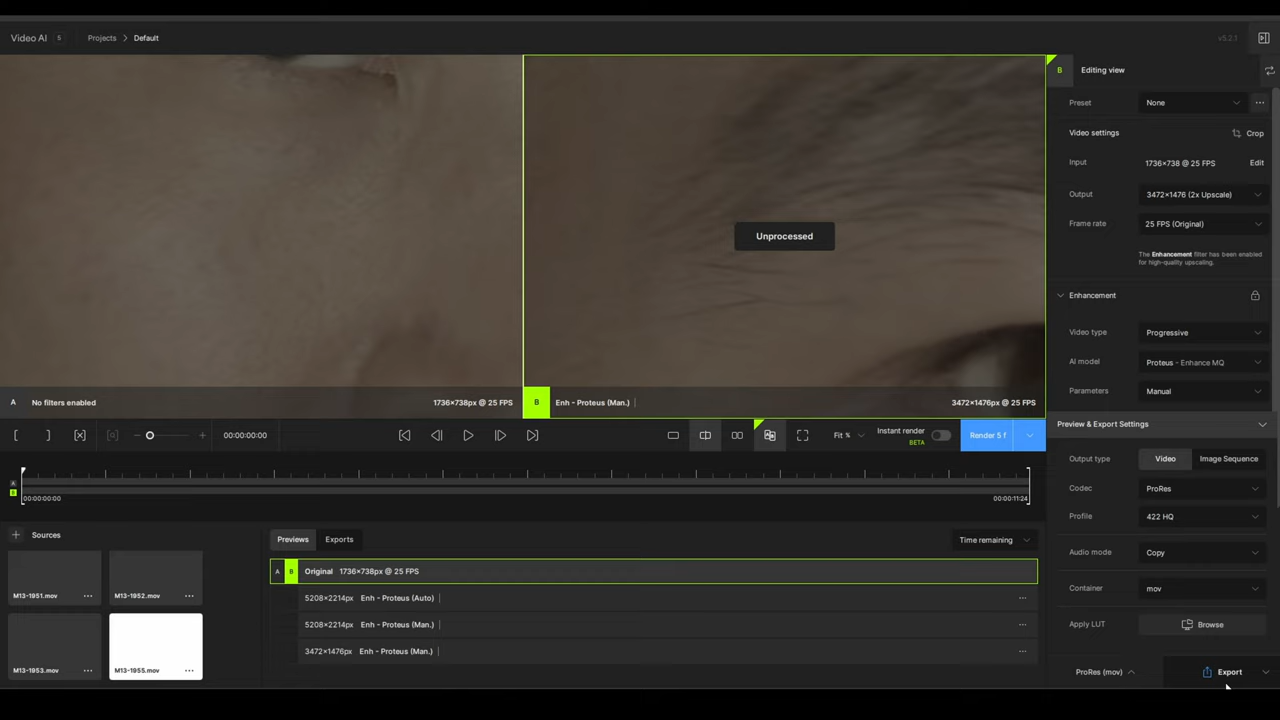 Video AI 5 Projects > Default v5.2.1
B Editing view
Preset None
Video settings Crop
Input 1736×738 @ 25 FPS Edit
Output 3472×1476 (2x Upscale)
Frame rate 25 FPS (Original)
The Enhancement filter has been enabled
for high-quality upscaling.
Enhancement
Video type Progressive
AI model Proteus - Enhance MQ
Parameters Manual
Unprocessed
A No filters enabled 1736×738px @ 25 FPS
B Enh - Proteus (Man.) | 3472×1476px @ 25 FPS
00:00:00:00 Fit % Instant render
BETA
Render 5 f
00:00:00:00 00:00:11:24
A
B
Preview & Export Settings
Output type Video Image Sequence
Codec ProRes
Profile 422 HQ
Audio mode Copy
Container mov
Apply LUT Browse
ProRes (mov) Export
+ Sources
M13-1951.mov ... M13-1952.mov ...
M13-1953.mov ... M13-1955.mov ...
Previews Exports Time remaining
A B Original 1736×738px @ 25 FPS
5208×2214px Enh - Proteus (Auto) | ...
5208×2214px Enh - Proteus (Man.) | ...
3472×1476px Enh - Proteus (Man.) | ...